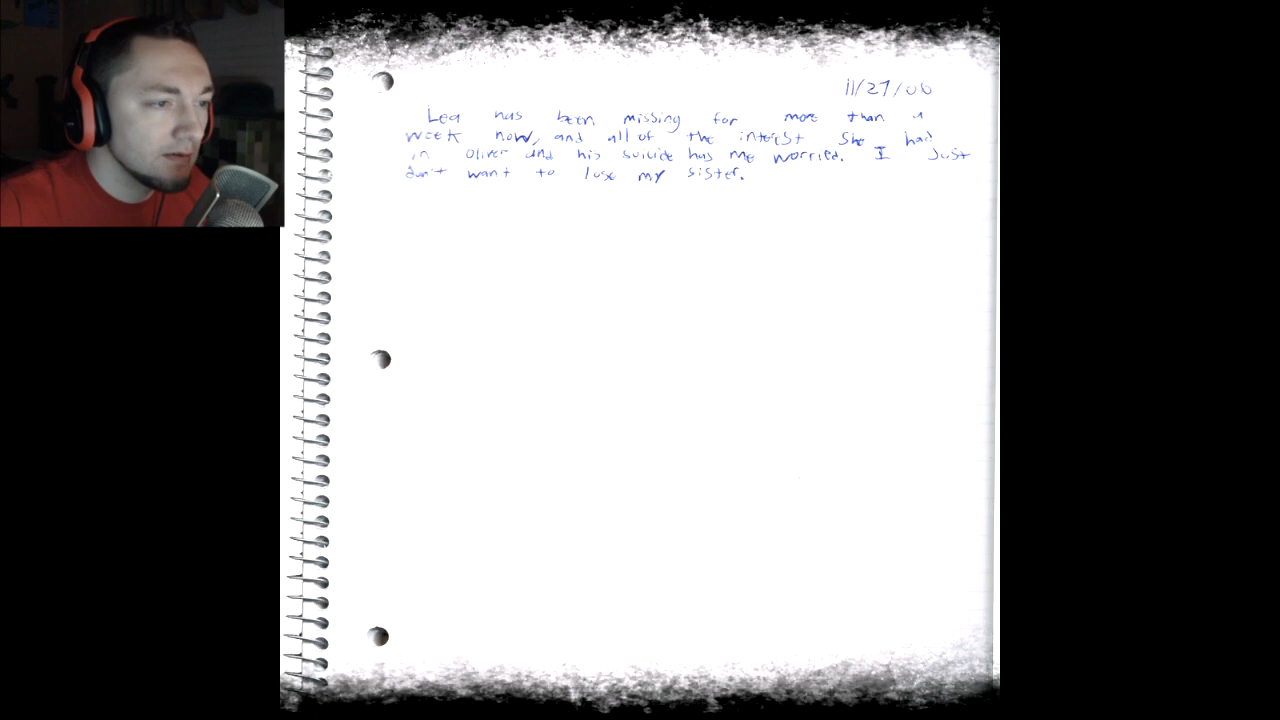 11/27/06
Lea has been missing for more than a
week now, and all of the interest she had
in Oliver and his suicide has me worried. I just
don't want to lose my sister.